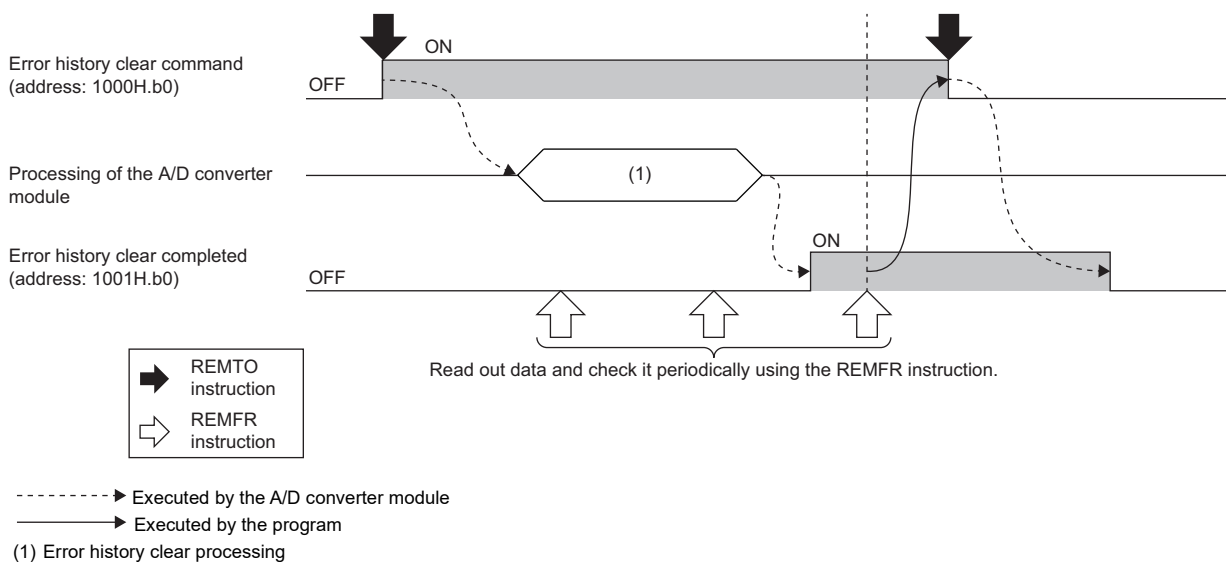 ON
Error history clear command
(address: 1000H.b0)
OFF
Processing of the A/D converter
module
(1)
ON
Error history clear completed
(address: 1001H.b0)
OFF
Read out data and check it periodically using the REMFR instruction.
REMTO
instruction
REMFR
instruction
Executed by the A/D converter module
Executed by the program
(1) Error history clear processing